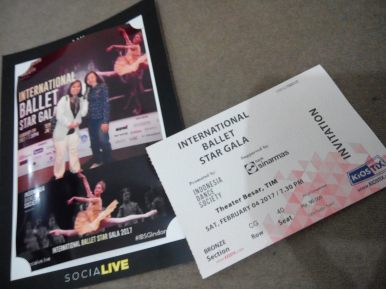 INTERNATIONAL
BALLET
STAR GALA
INTERNATIONAL BALLET STAR GALA 2017
#IBSGIndon
SOCIALIVE
INTERNATIONAL
BALLET
STAR GALA
Promoted by:
INDONESIA
DANCE
SOCIETY
Supported by:
sinarmas
Theater Besar, TIM
SAT, FEBRUARY 04 2017 / 7.30 PM
BRONZE
Section
CG
Row
40
Seat
INVITATION
KiOSTIX